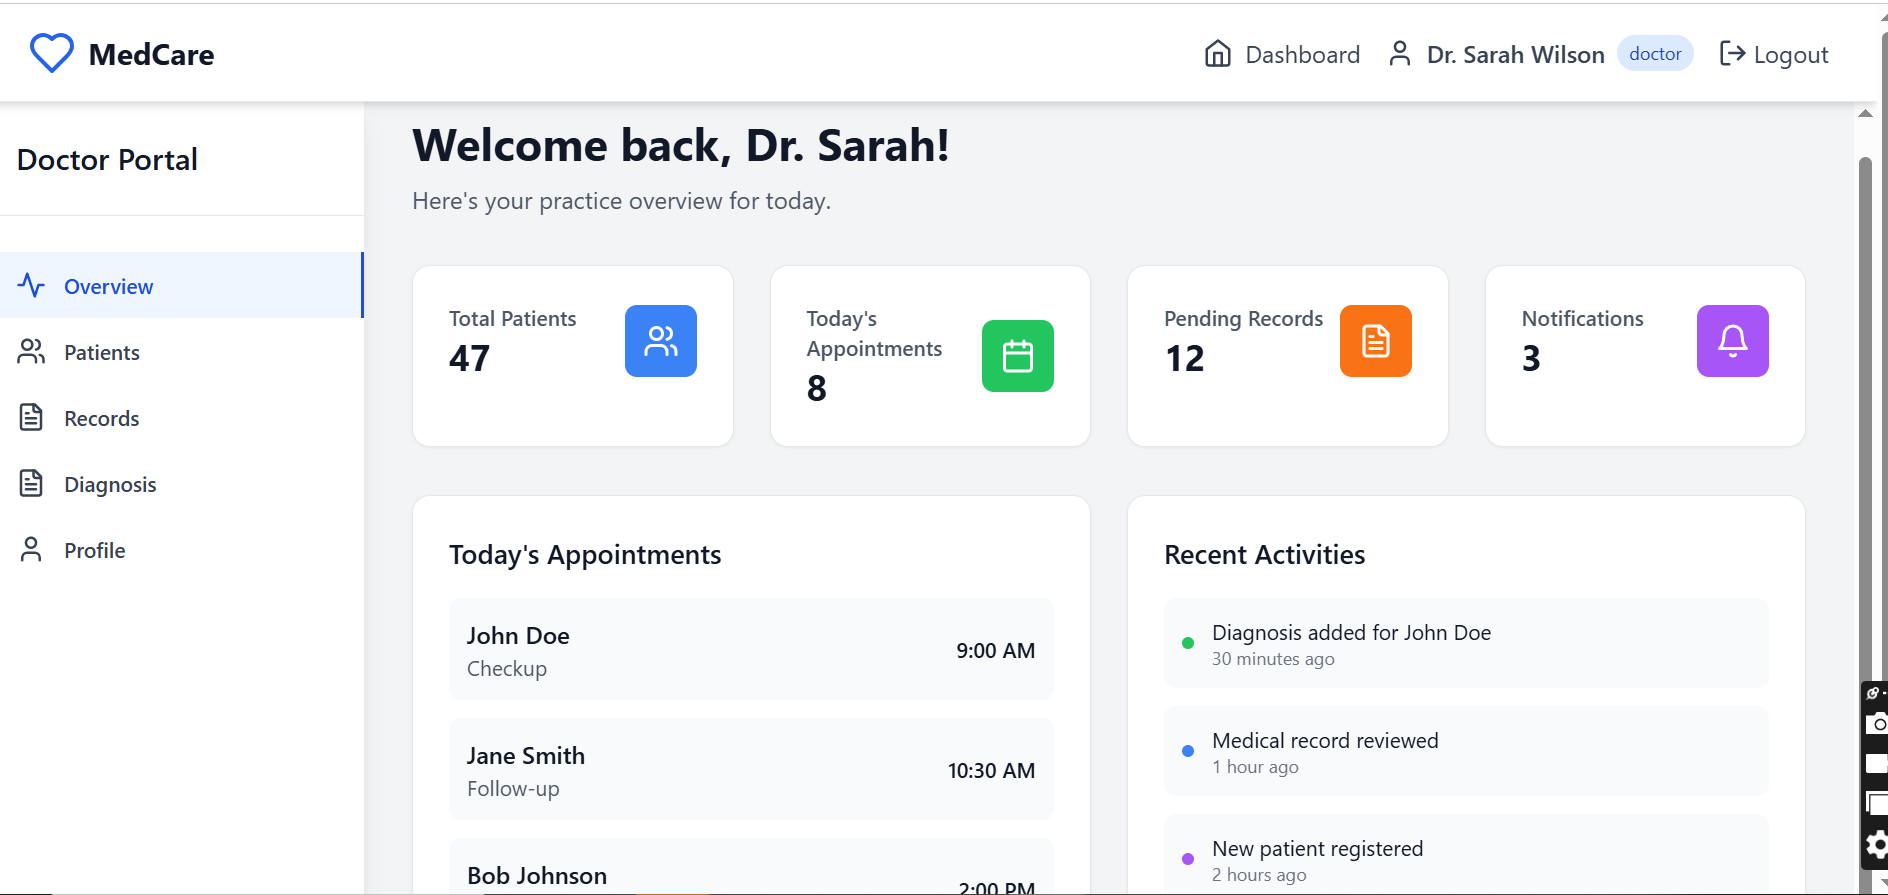 MedCare
Dashboard
Dr. Sarah Wilson
doctor
Logout
Doctor Portal
Overview
Patients
Records
Diagnosis
Profile
Welcome back, Dr. Sarah!
Here's your practice overview for today.
Total Patients
47
Today's
Appointments
8
Pending Records
12
Notifications
3
Today's Appointments
John Doe
Checkup
9:00 AM
Jane Smith
Follow-up
10:30 AM
Bob Johnson
2:00 PM
Recent Activities
Diagnosis added for John Doe
30 minutes ago
Medical record reviewed
1 hour ago
New patient registered
2 hours ago